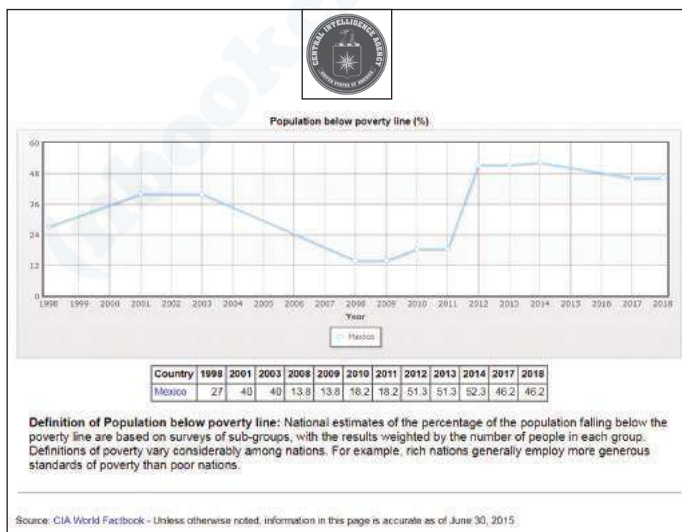 CENTRAL INTELLIGENCE AGENCY
UNITED STATES OF AMERICA
Population below poverty line (%)
60
48
36
24
12
0
1998 1999 2000 2001 2002 2003 2004 2005 2006 2007 2008 2009 2010 2011 2012 2013 2014 2015 2016 2017 2018
Year
Mexico
Country 1998 2001 2003 2008 2009 2010 2011 2012 2013 2014 2017 2018
Mexico 27 40 40 13.8 13.8 18.2 18.2 51.3 51.3 52.3 46.2 46.2
Definition of Population below poverty line: National estimates of the percentage of the population falling below the
poverty line are based on surveys of sub-groups, with the results weighted by the number of people in each group.
Definitions of poverty vary considerably among nations. For example, rich nations generally employ more generous
standards of poverty than poor nations.
Source: CIA World Factbook - Unless otherwise noted, information in this page is accurate as of June 30, 2015